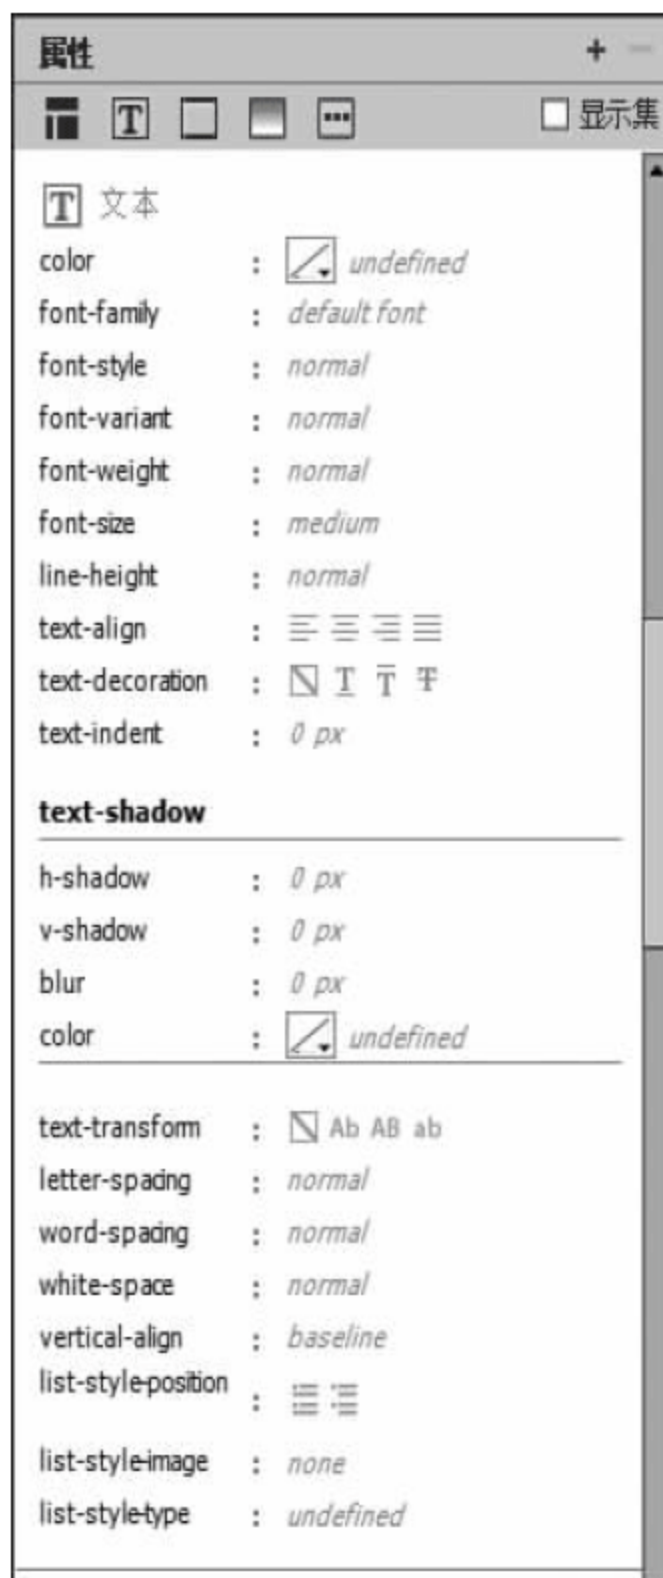 属性
显示集
文本
color : undefined
font-family : default font
font-style : normal
font-variant : normal
font-weight : normal
font-size : medium
line-height : normal
text-align :
text-decoration : T T T
text-indent : 0 px
text-shadow
h-shadow : 0 px
v-shadow : 0 px
blur : 0 px
color : undefined
text-transform : Ab AB ab
letter-spacing : normal
word-spacing : normal
white-space : normal
vertical-align : baseline
list-style-position :
list-style-image : none
list-style-type : undefined